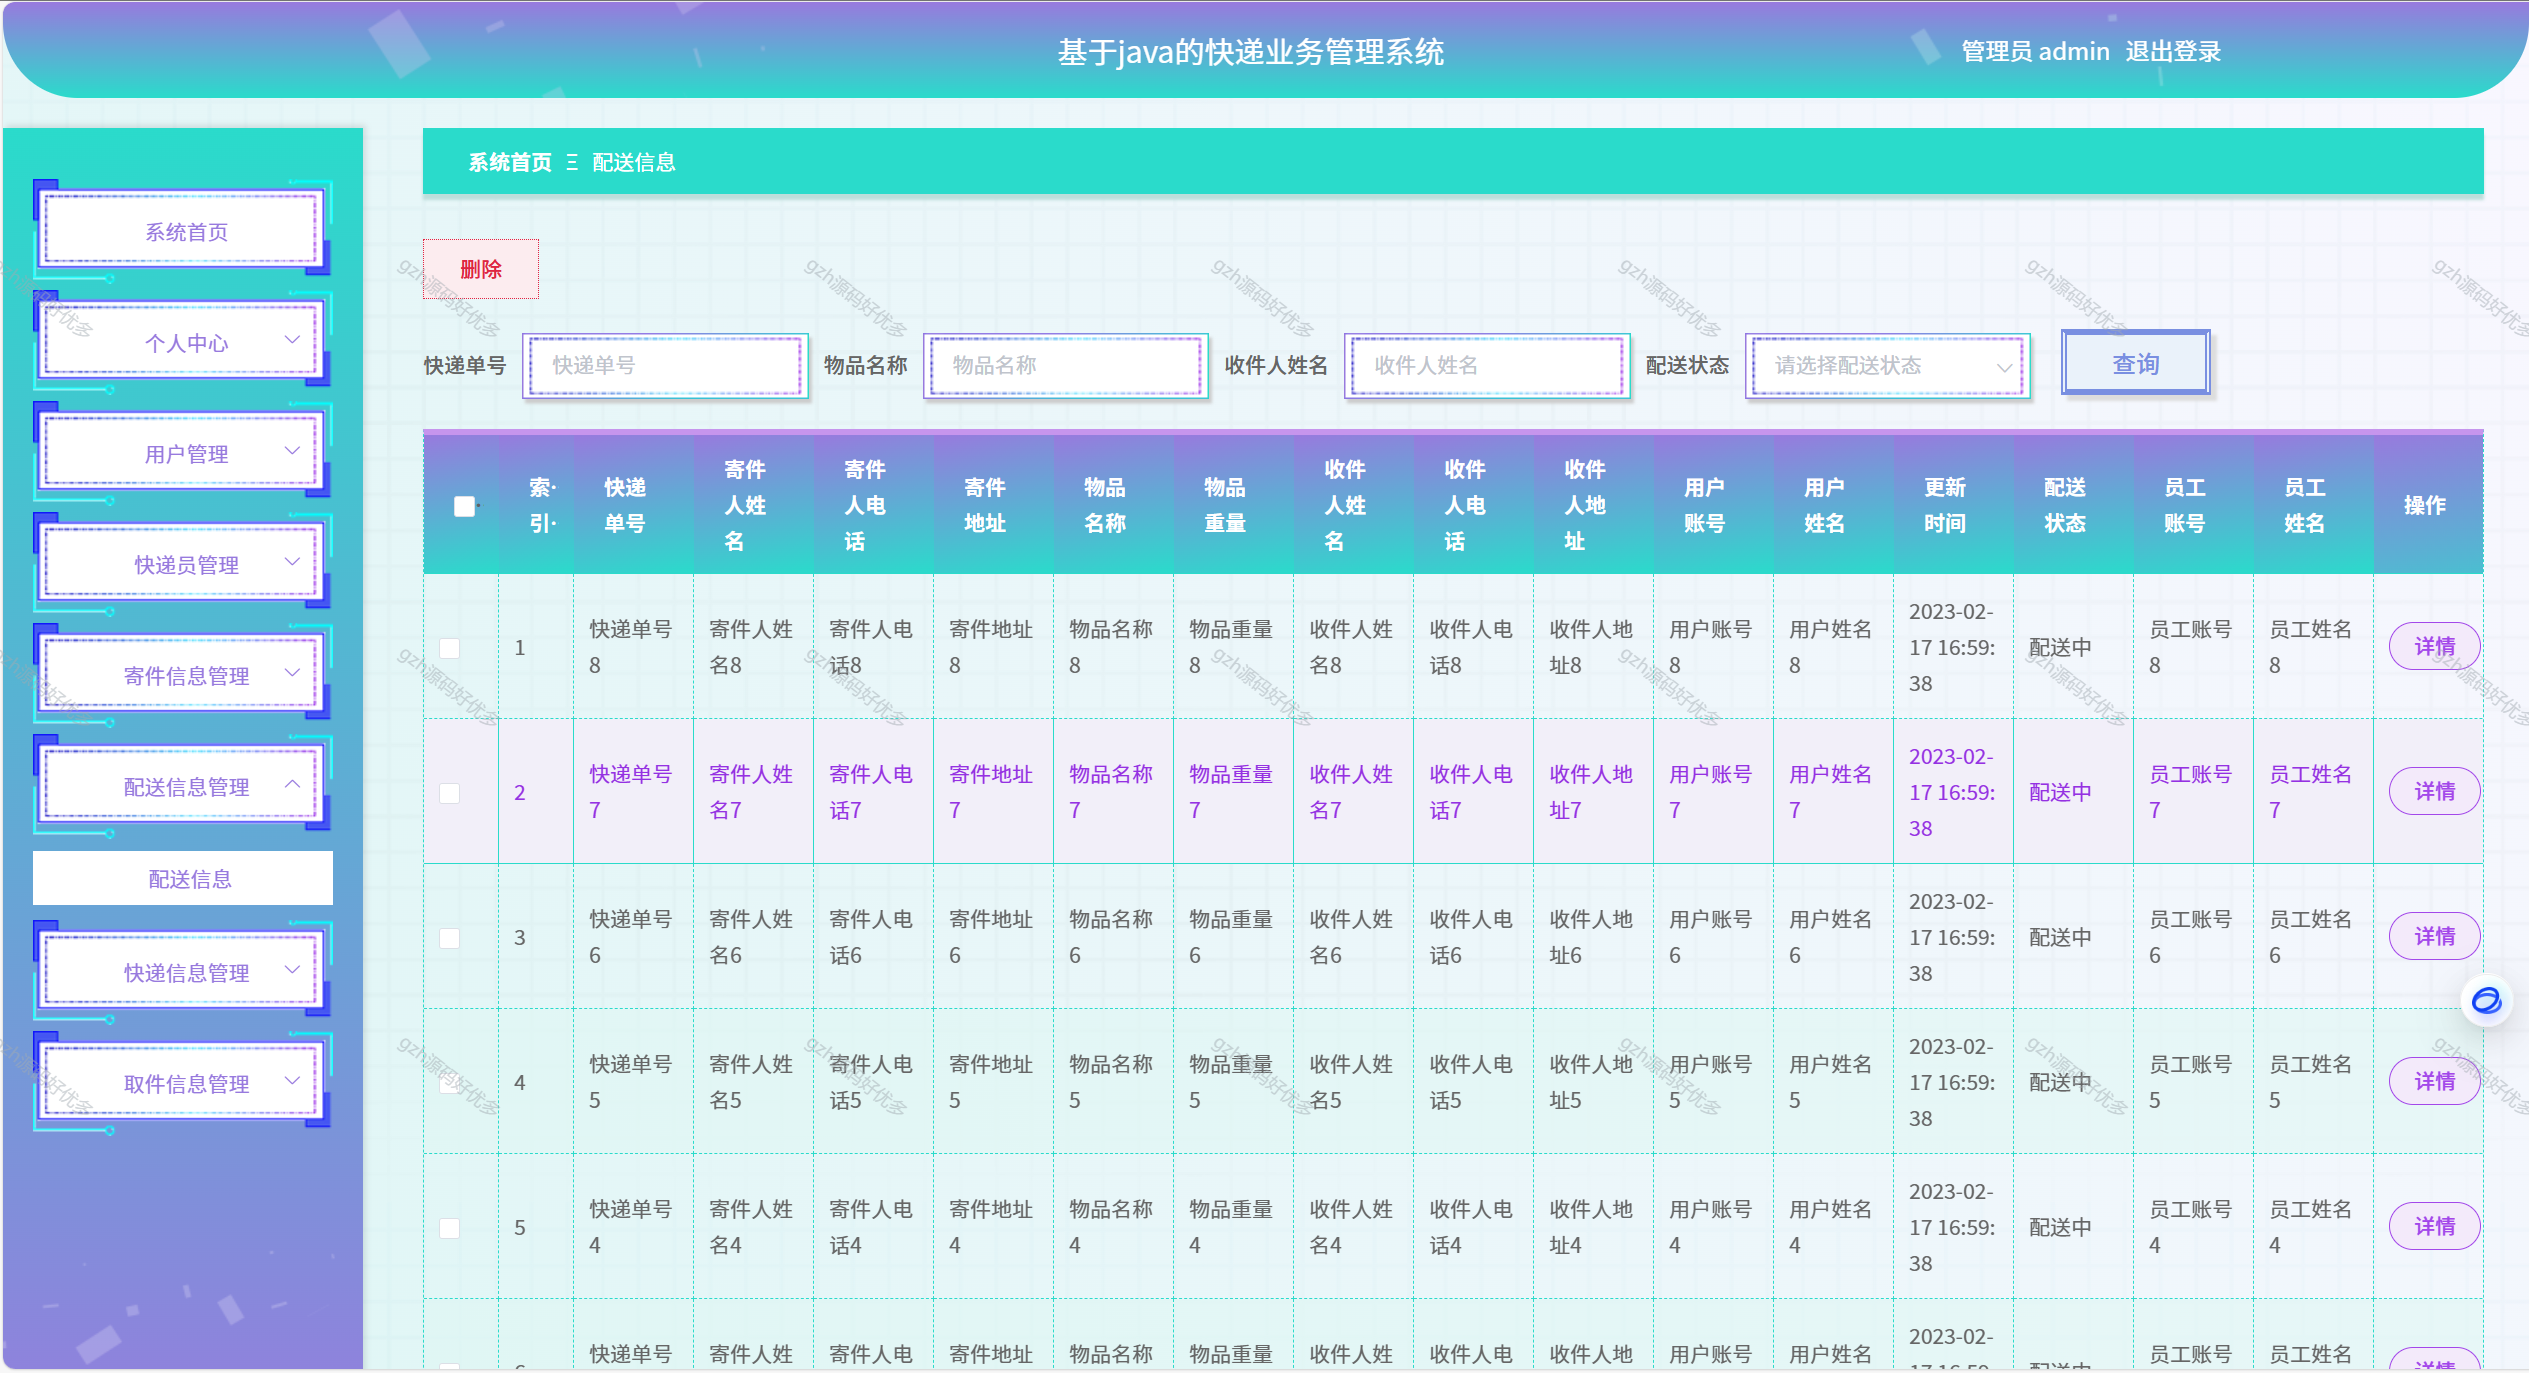 基于java的快递业务管理系统
管理员 admin 退出登录
系统首页 Ξ 配送信息
系统首页
个人中心
用户管理
快递员管理
寄件信息管理
配送信息管理
配送信息
快递信息管理
取件信息管理
删除
快递单号 快递单号 物品名称 物品名称 收件人姓名 收件人姓名 配送状态 请选择配送状态 查询
索引 快递单号 寄件人姓名 寄件人电话 寄件地址 物品名称 物品重量 收件人姓名 收件人电话 收件人地址 用户账号 用户姓名 更新时间 配送状态 员工账号 员工姓名 操作
1 快递单号8 寄件人姓名8 寄件人电话8 寄件地址8 物品名称8 物品重量8 收件人姓名8 收件人电话8 收件人地址8 用户账号8 用户姓名8 2023-02-17 16:59:38 配送中 员工账号8 员工姓名8 详情
2 快递单号7 寄件人姓名7 寄件人电话7 寄件地址7 物品名称7 物品重量7 收件人姓名7 收件人电话7 收件人地址7 用户账号7 用户姓名7 2023-02-17 16:59:38 配送中 员工账号7 员工姓名7 详情
3 快递单号6 寄件人姓名6 寄件人电话6 寄件地址6 物品名称6 物品重量6 收件人姓名6 收件人电话6 收件人地址6 用户账号6 用户姓名6 2023-02-17 16:59:38 配送中 员工账号6 员工姓名6 详情
4 快递单号5 寄件人姓名5 寄件人电话5 寄件地址5 物品名称5 物品重量5 收件人姓名5 收件人电话5 收件人地址5 用户账号5 用户姓名5 2023-02-17 16:59:38 配送中 员工账号5 员工姓名5 详情
5 快递单号4 寄件人姓名4 寄件人电话4 寄件地址4 物品名称4 物品重量4 收件人姓名4 收件人电话4 收件人地址4 用户账号4 用户姓名4 2023-02-17 16:59:38 配送中 员工账号4 员工姓名4 详情
快递单号 寄件人姓 寄件人电 寄件地址 物品名称 物品重量 收件人姓 收件人电 收件人地 用户账号 用户姓名 2023-02- 员工账号 员工姓名
gzh源码好优多